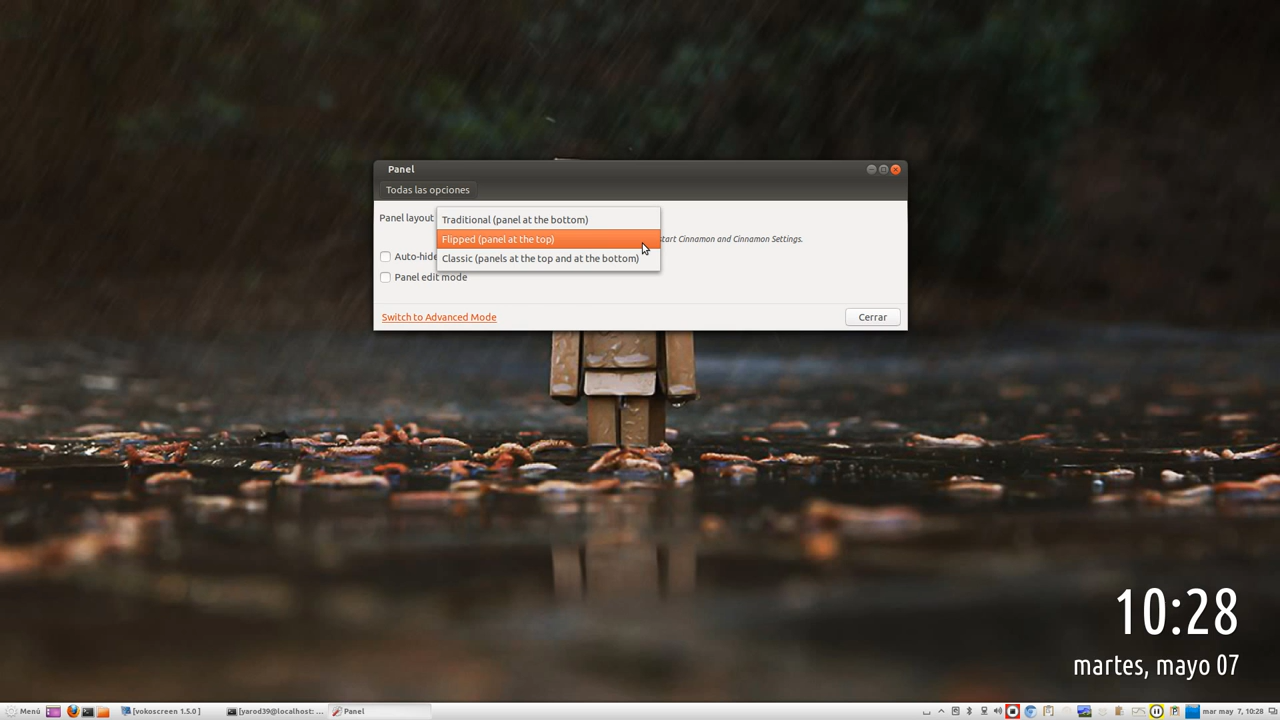 Panel
Todas las opciones
Panel layout
Traditional (panel at the bottom)
Flipped (panel at the top)
start Cinnamon and Cinnamon Settings.
Auto-hide
Classic (panels at the top and at the bottom)
Panel edit mode
Switch to Advanced Mode
Cerrar
10:28
martes, mayo 07
Menú
[vokoscreen 1.5.0 ]
[yarod39@localhost: ...
Panel
mar may 7, 10:28